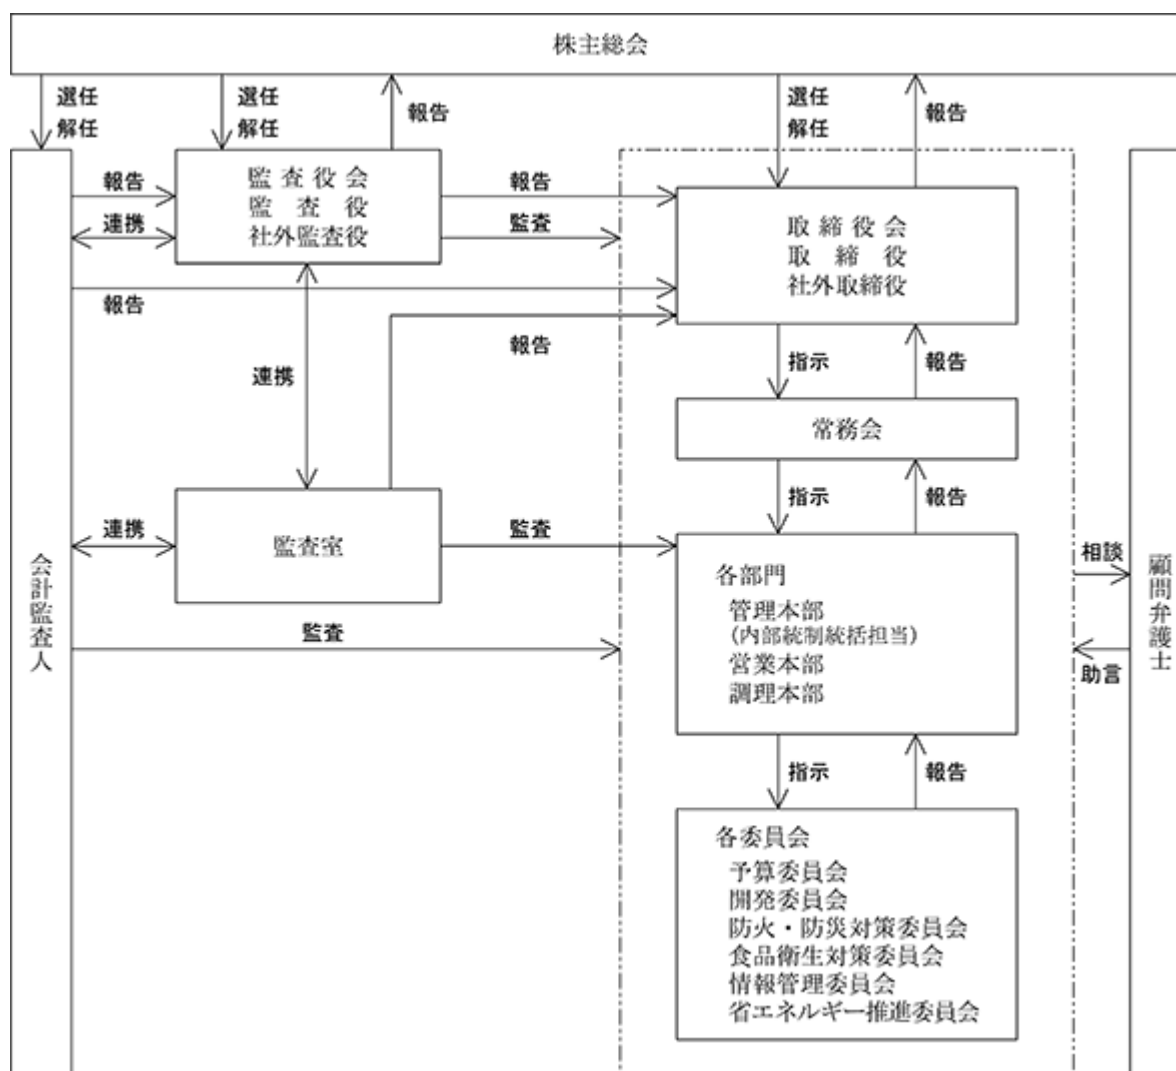 株主総会
選任
解任
選任
解任
報告
選任
解任
報告
監査役会
監査役
社外監査役
報告
連携
報告
監査
取締役会
取締役
社外取締役
報告
報告
連携
指示
報告
常務会
指示
報告
連携
監査室
監査
会計監査人
監査
各部門
管理本部
(内部統制統括担当)
営業本部
調理本部
相談
助言
顧問弁護士
指示
報告
各委員会
予算委員会
開発委員会
防火・防災対策委員会
食品衛生対策委員会
情報管理委員会
省エネルギー推進委員会